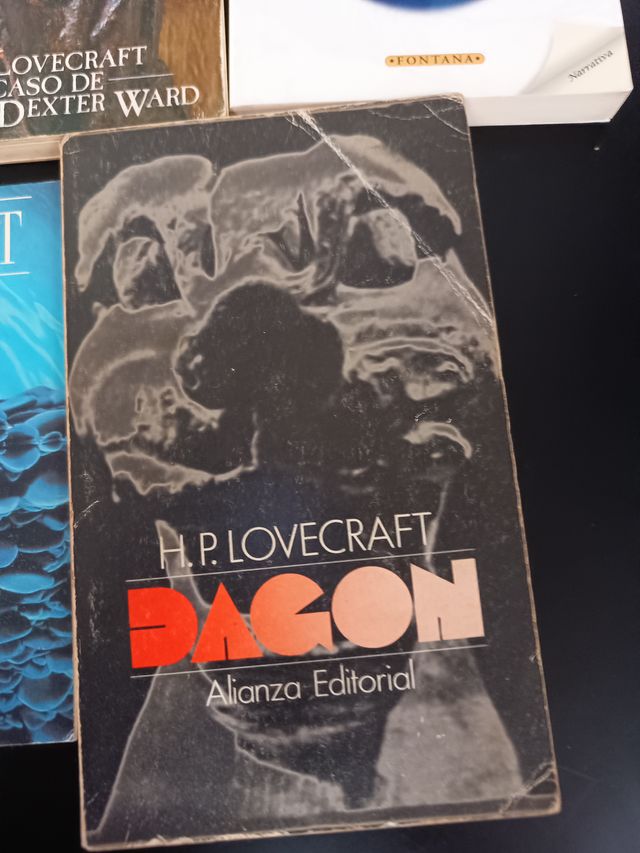 LOVECRAFT
CASO DE
DEXTER WARD
•FONTANA•
Narrativa
T
H.P. LOVECRAFT
DAGON
Alianza Editorial